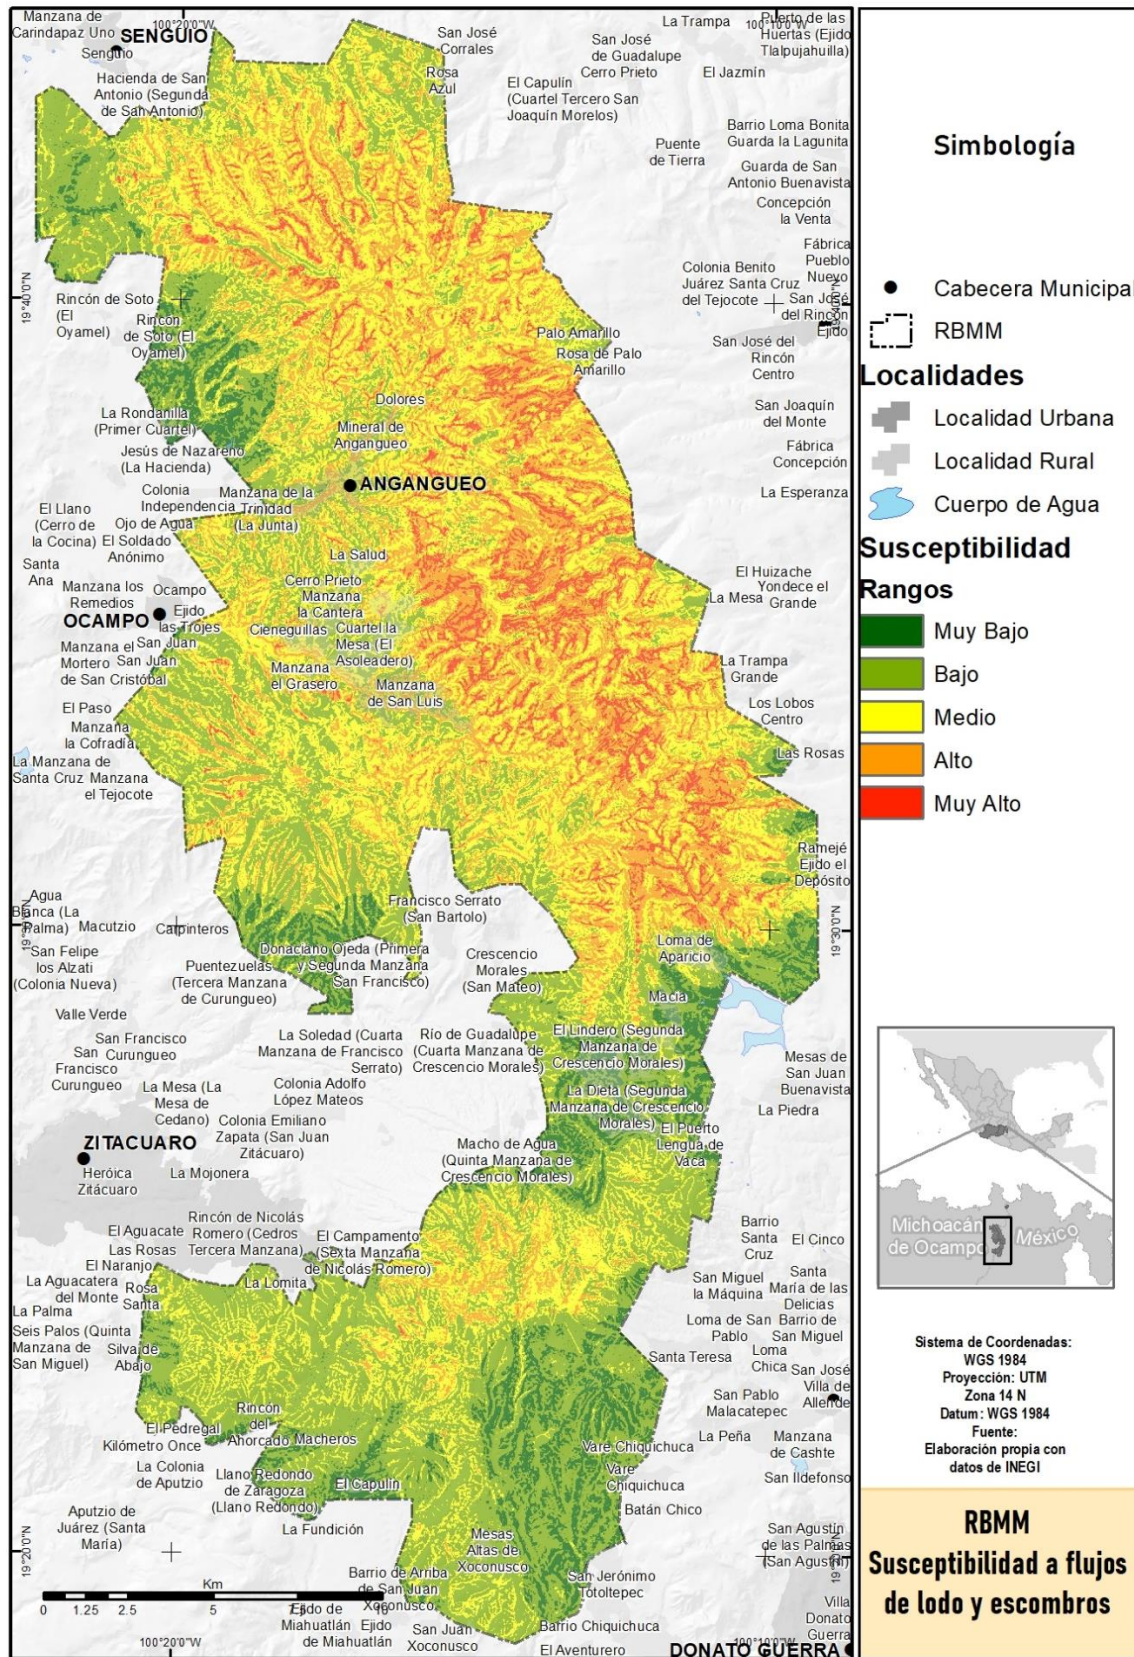 100°20'0"W
100°10'0"W
Manzana de
Carindapaz Uno
SENGUIO
Senguio
Hacienda de San
Antonio (Segunda
de San Antonio)
San José
Corrales
Rosa
Azul
La Trampa
Puerto de las
Huertas (Ejido
Tlalpujahuilla)
San José
de Guadalupe
Cerro Prieto
El Jazmín
El Capulín
(Cuartel Tercero San
Joaquín Morelos)
Barrio Loma Bonita
Guarda la Lagunita
Puente
de Tierra
Guarda de San
Antonio Buenavista
Concepción
la Venta
Fábrica
Pueblo
Nuevo
Colonia Benito
Juárez Santa Cruz
del Tejocote
San José
del Rincón
Ejido
19°40'0"N
19°40'0"N
Rincón de Soto
(El
Oyamel)
Rincón
de Soto (El
Oyamel)
Palo Amarillo
Rosa de Palo
Amarillo
San José del
Rincón
Centro
La Rondanilla
(Primer Cuartel)
Dolores
Mineral de
Angangueo
San Joaquín
del Monte
Jesús de Nazareno
(La Hacienda)
Fábrica
Concepción
ANGANGUEO
Colonia
Independencia
Manzana de la
Trinidad
(La Junta)
La Esperanza
El Llano
(Cerro de
la Cocina)
Ojo de Agua
El Soldado
Anónimo
Santa
Ana
La Salud
Manzana los
Remedios
Ocampo
Cerro Prieto
Manzana
la Cantera
El Huizache
Yondece el
Grande
La Mesa
OCAMPO
Ejido
las Trojes
San Juan
Cieneguillas
Cuartel la
Mesa (El
Asoleadero)
Manzana el
Mortero
San Juan
de San Cristóbal
Manzana
el Grasero
Manzana
de San Luis
La Trampa
Grande
El Paso
Manzana
la Cofradía
Los Lobos
Centro
La Manzana de
Santa Cruz
Manzana
el Tejocote
Las Rosas
Ramejé
Ejido el
Depósito
Agua
Blanca (La
Palma)
Macutzio
Carpinteros
Francisco Serrato
(San Bartolo)
19°30'0"N
19°30'0"N
San Felipe
los Alzati
(Colonia Nueva)
Puentezuelas
(Tercera Manzana
de Curungueo)
Donaciano Ojeda (Primera
y Segunda Manzana
San Francisco)
Crescencio
Morales
(San Mateo)
Loma de
Aparicio
Macia
Valle Verde
San Francisco
Curungueo
San
Francisco
Curungueo
La Soledad (Cuarta
Manzana de Francisco
Serrato)
Río de Guadalupe
(Cuarta Manzana de
Crescencio Morales)
El Lindero (Segunda
Manzana de
Crescencio Morales)
Mesas de
San Juan
Buenavista
La Mesa (La
Mesa de
Cedano)
Colonia Adolfo
López Mateos
La Dieta (Segunda
Manzana de Crescencio
Morales)
La Piedra
Colonia Emiliano
Zapata (San Juan
Zitácuaro)
El Puerto
Lengua de
Vaca
ZITACUARO
Heróica
Zitácuaro
La Mojonera
Macho de Agua
(Quinta Manzana de
Crescencio Morales)
El Aguacate
Rincón de Nicolás
Romero (Cedros
Tercera Manzana)
El Campamento
(Sexta Manzana
de Nicolás Romero)
Barrio
Santa
Cruz
El Cinco
Las Rosas
El Naranjo
La Lomita
La Aguacatera
del Monte
Rosa
Santa
San Miguel
la Máquina
Santa
María de las
Delicias
La Palma
Seis Palos (Quinta
Manzana de
San Miguel)
Silva de
Abajo
Loma de San
Pablo
Barrio de
San Miguel
Santa Teresa
Loma
Chica
San José
Villa de
Allende
San Pablo
Malacatepec
El Pedregal
Kilómetro Once
Rincón
del
Ahorcado
Macheros
La Peña
Manzana
de Cashte
La Colonia
de Aputzio
Llano Redondo
de Zaragoza
(Llano Redondo)
El Capulín
Vare Chiquichuca
Vare
Chiquichuca
San Ildefonso
Aputzio de
Juárez (Santa
María)
La Fundición
Batán Chico
Mesas
Altas de
Xoconusco
San Agustín
de las Palmas
(San Agustín)
19°20'0"N
19°20'0"N
Barrio de Arriba
de San Juan
Xoconusco
San Jerónimo
Totoltepec
Km
0 1.25 2.5 5 7.5 10
Ejido de
Miahuatlán
Ejido
de Miahuatlán
San Juan
Xoconusco
Barrio Chiquichuca
El Aventurero
Villa
Donato
Guerra
DONATO GUERRA
100°20'0"W
100°10'0"W
Simbología
Cabecera Municipal
RBMM
Localidades
Localidad Urbana
Localidad Rural
Cuerpo de Agua
Susceptibilidad
Rangos
Muy Bajo
Bajo
Medio
Alto
Muy Alto
Michoacán
de Ocampo
México
Sistema de Coordenadas:
WGS 1984
Proyección: UTM
Zona 14 N
Datum: WGS 1984
Fuente:
Elaboración propia con
datos de INEGI
RBMM
Susceptibilidad a flujos
de lodo y escombros